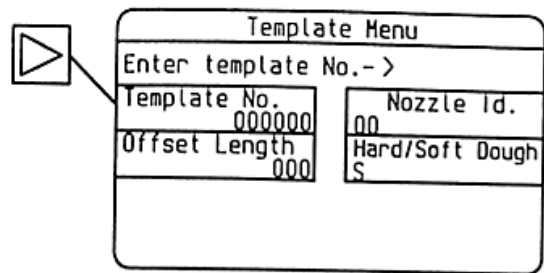 Template Menu
Enter template No.->
Template No.
000000
Nozzle Id.
00
Offset Length
000
Hard/Soft Dough
S